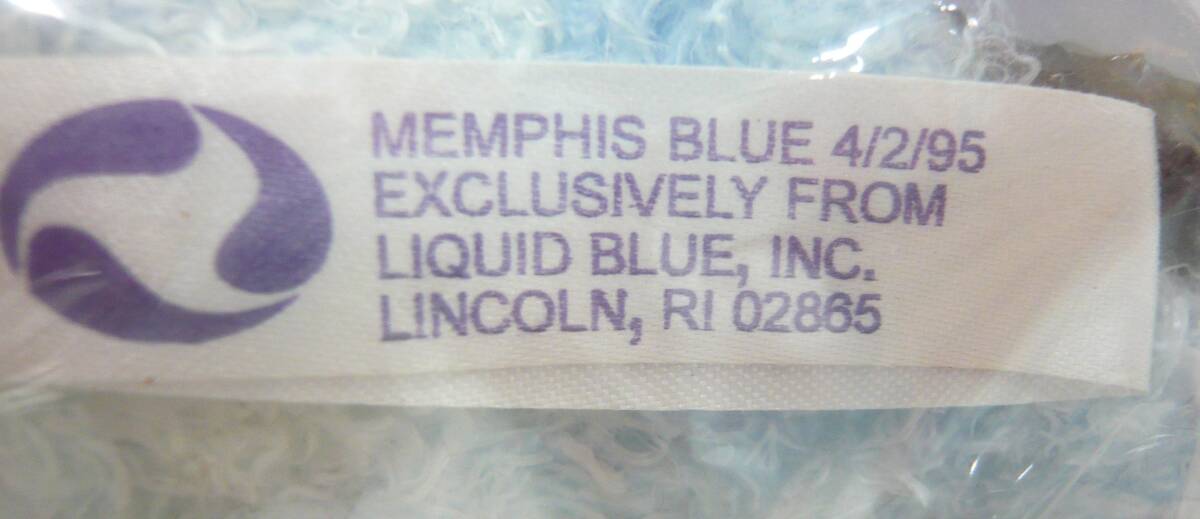 MEMPHIS BLUE 4/2/95
EXCLUSIVELY FROM
LIQUID BLUE, INC.
LINCOLN, RI 02865